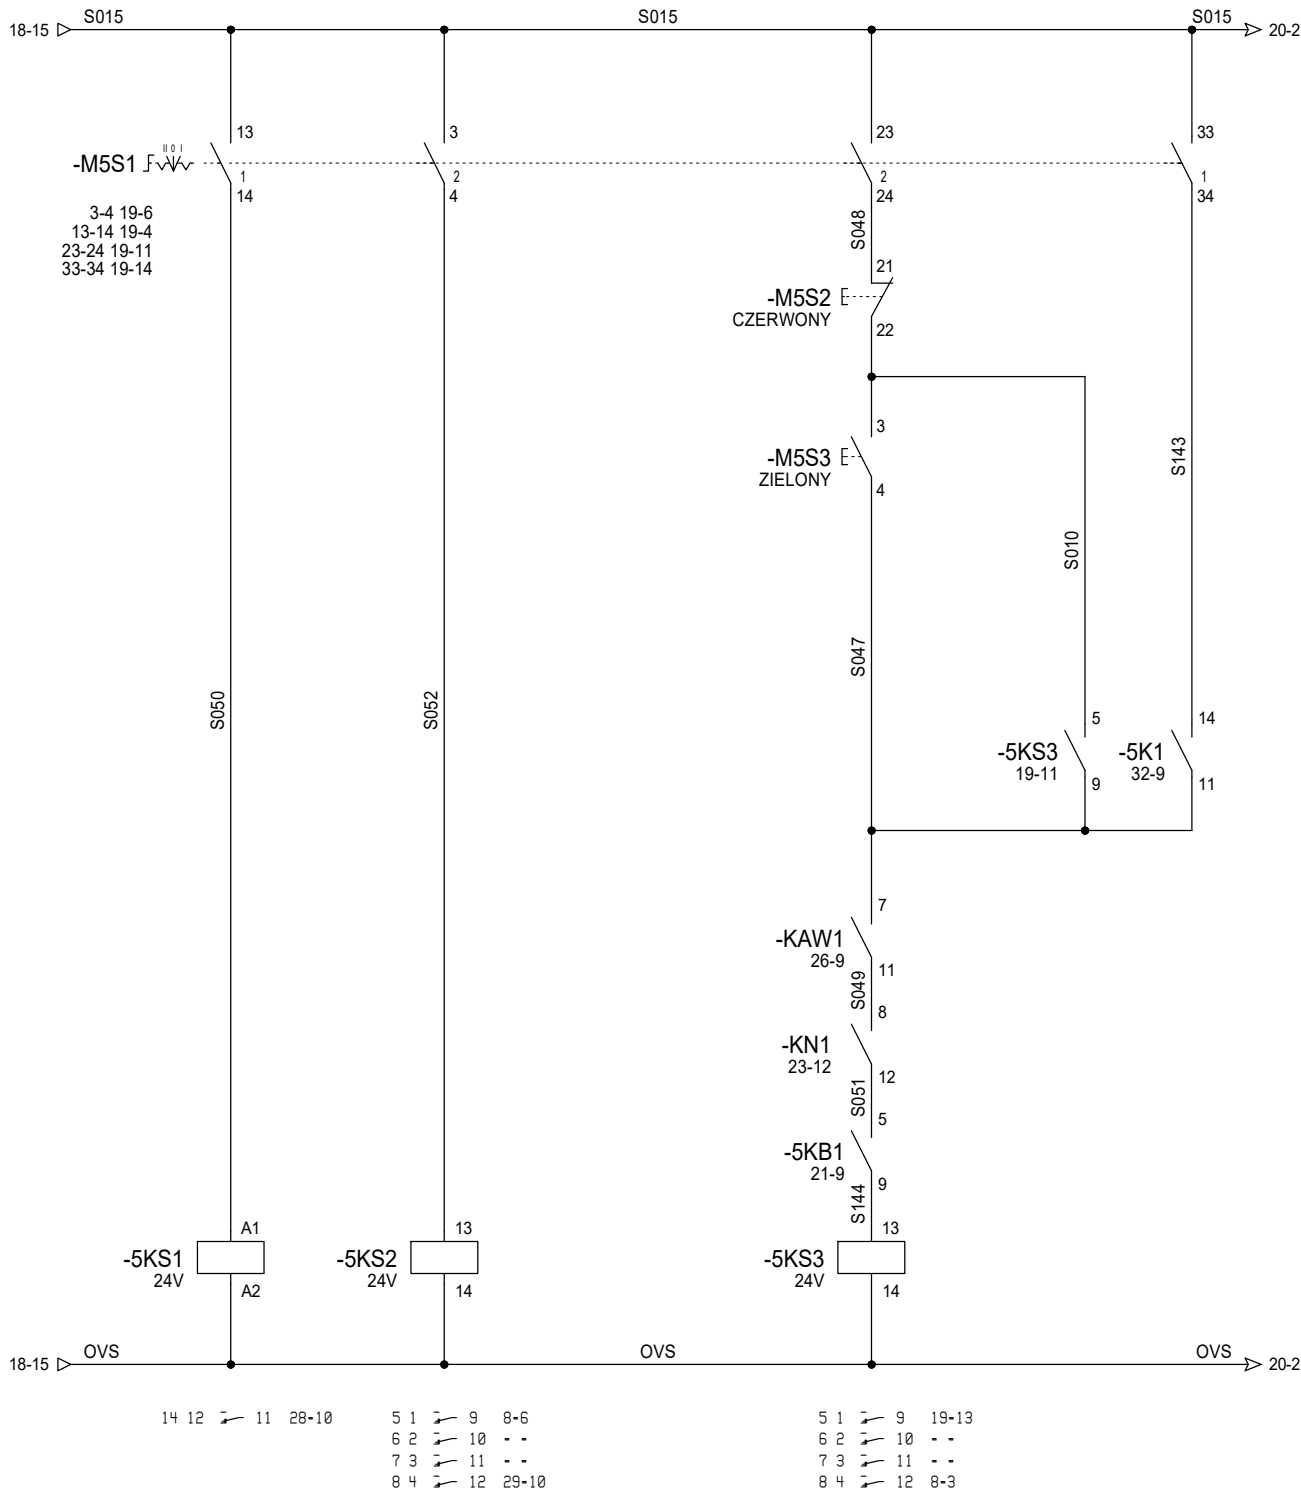 S015 S015 S015
18-15 20-2
13 3 23 33
-M5S1 II 0 I
1 2 2 1
14 4 24 34
3-4 19-6
13-14 19-4
23-24 19-11
33-34 19-14
S048
21
-M5S2
CZERWONY
22
3
-M5S3
ZIELONY
4
S143
S010
S047
S050 S052
5 14
-5KS3 -5K1
19-11 32-9
9 11
7
-KAW1
26-9
11
S049
8
-KN1
23-12
12
S051
5
-5KB1
21-9
9
S144
A1 13 13
-5KS1 -5KS2 -5KS3
24V 24V 24V
A2 14 14
OVS OVS OVS
18-15 20-2
14 12 11 28-10 5 1 9 8-6 5 1 9 19-13
6 2 10 - - 6 2 10 - -
7 3 11 - - 7 3 11 - -
8 4 12 29-10 8 4 12 8-3